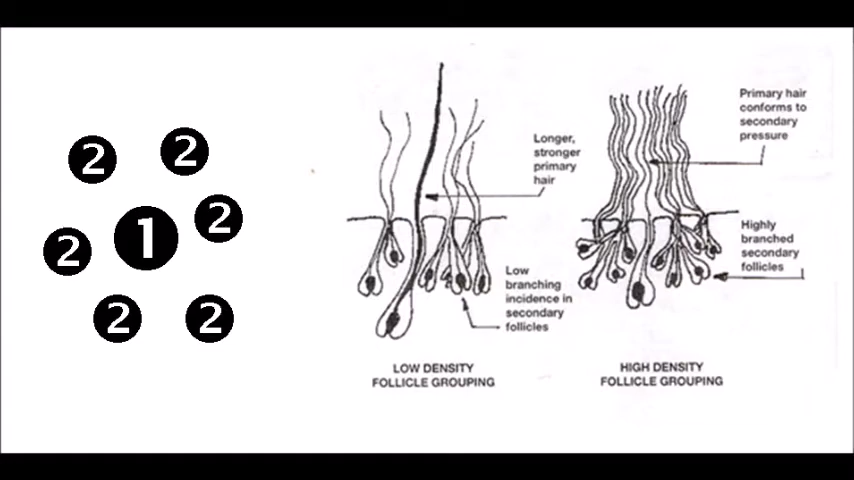 2
2
2
1
2
2
2
Longer,
stronger
primary
hair
Low
branching
incidence in
secondary
follicles
LOW DENSITY
FOLLICLE GROUPING
Primary hair
conforms to
secondary
pressure
Highly
branched
secondary
follicles
HIGH DENSITY
FOLLICLE GROUPING